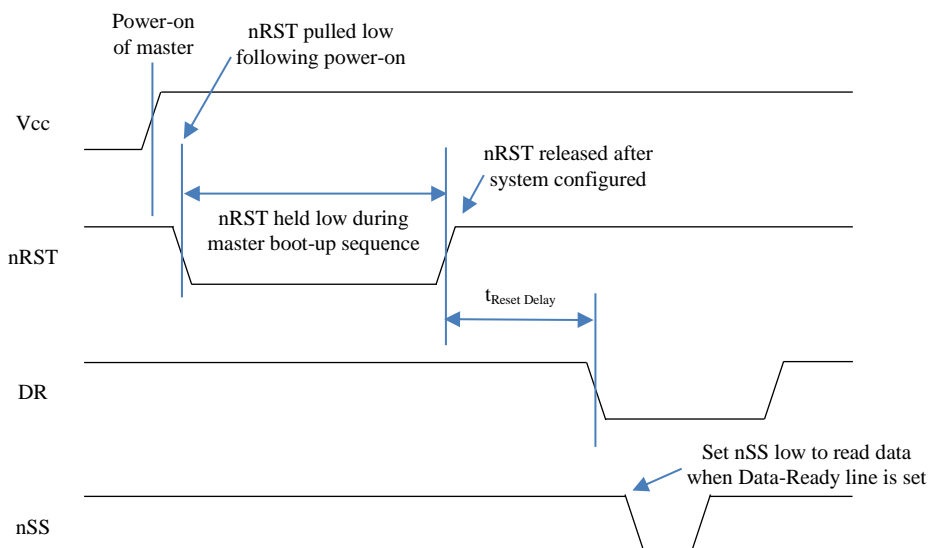 Power-on
of master
nRST pulled low
following power-on
Vcc
nRST released after
system configured
nRST held low during
master boot-up sequence
nRST
tReset Delay
DR
Set nSS low to read data
when Data-Ready line is set
nSS